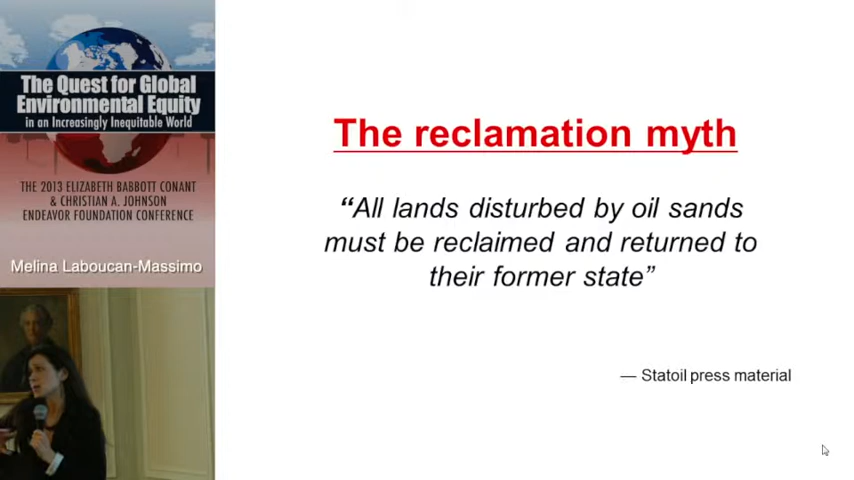 The Quest for Global
Environmental Equity
in an Increasingly Inequitable World
THE 2013 ELIZABETH BABBOTT CONANT
& CHRISTIAN A. JOHNSON
ENDEAVOR FOUNDATION CONFERENCE
Melina Laboucan-Massimo
The reclamation myth
“All lands disturbed by oil sands
must be reclaimed and returned to
their former state”
— Statoil press material